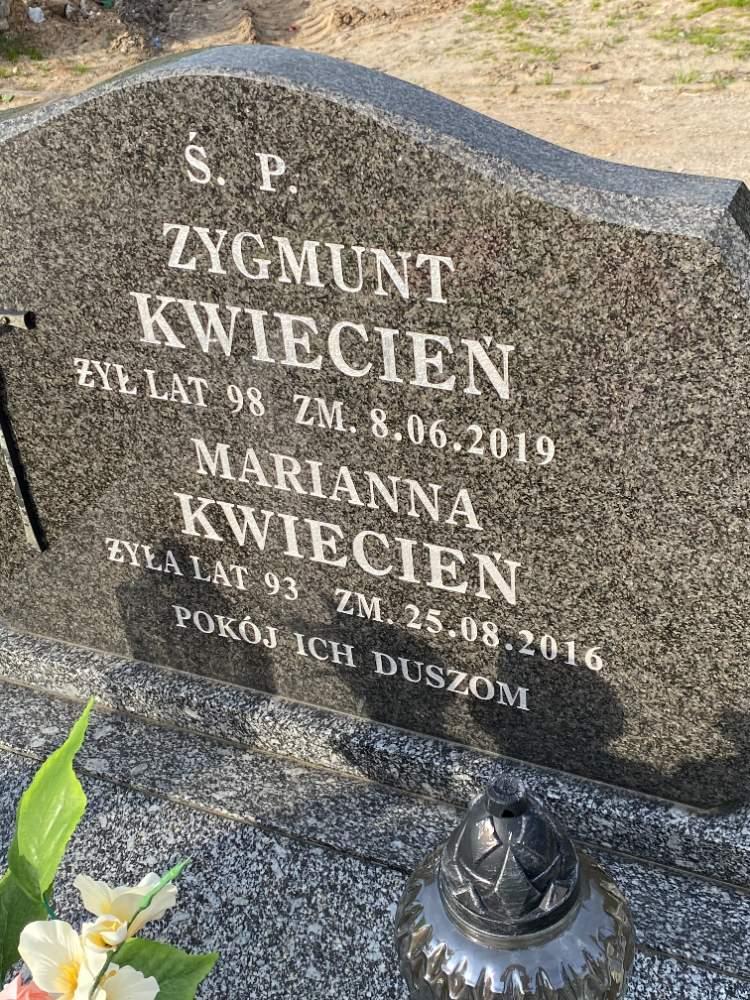 Ś. P.
ZYGMUNT
KWIECIEŃ
ŻYŁ LAT 98 ZM. 8.06.2019
MARIANNA
KWIECIEŃ
ŻYŁA LAT 93 ZM. 25.08.2016
POKÓJ ICH DUSZOM